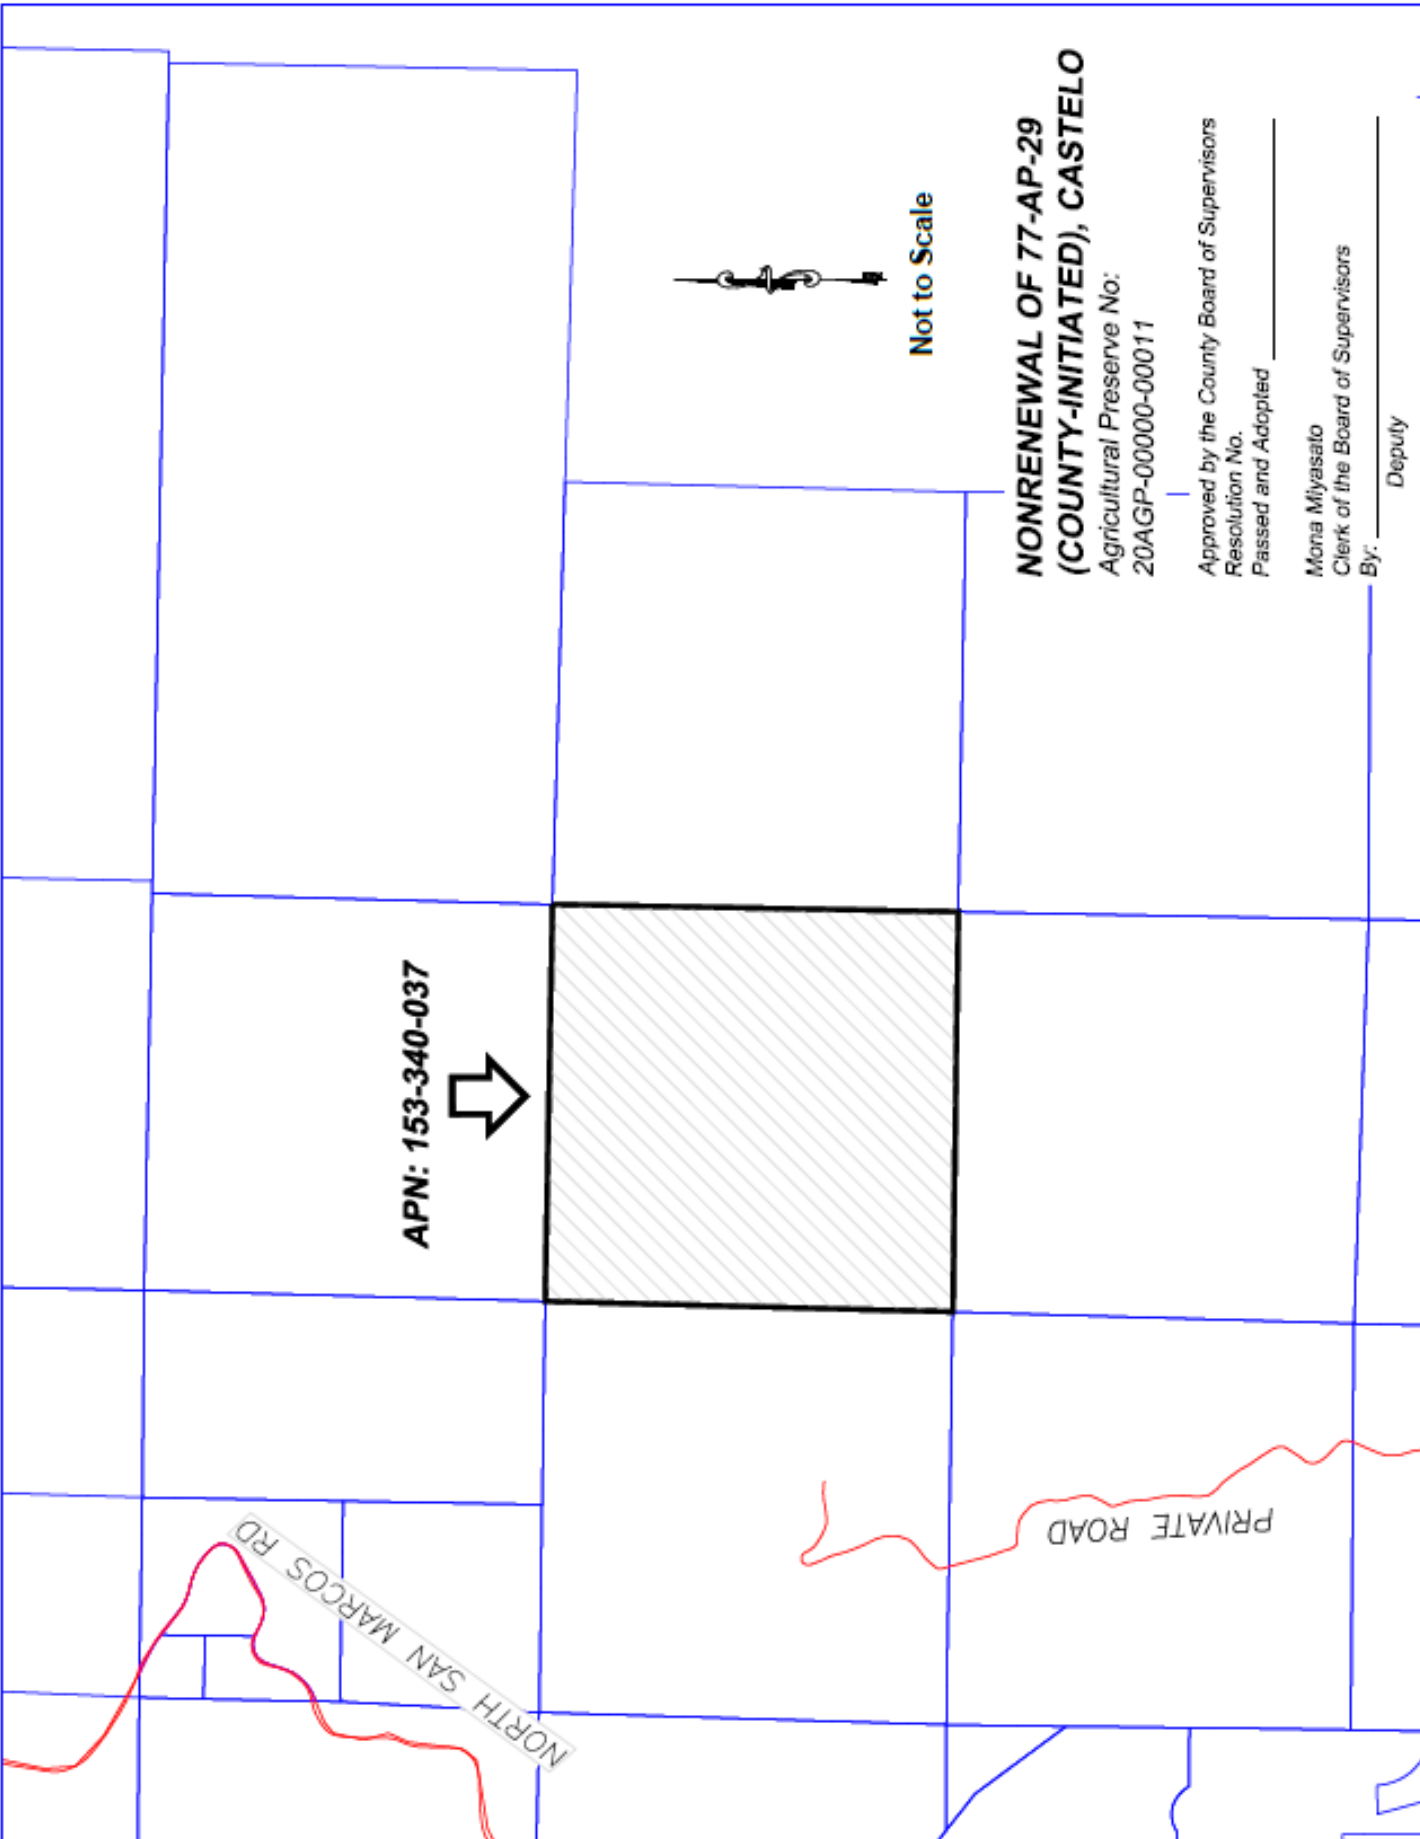 APN: 153-340-037
Not to Scale
NONRENEWAL OF 77-AP-29
(COUNTY-INITIATED), CASTELO
Agricultural Preserve No:
20AGP-00000-00011
Approved by the County Board of Supervisors
Resolution No.
Passed and Adopted
Mona Miyasato
Clerk of the Board of Supervisors
By:
Deputy
NORTH SAN MARCOS RD
PRIVATE ROAD